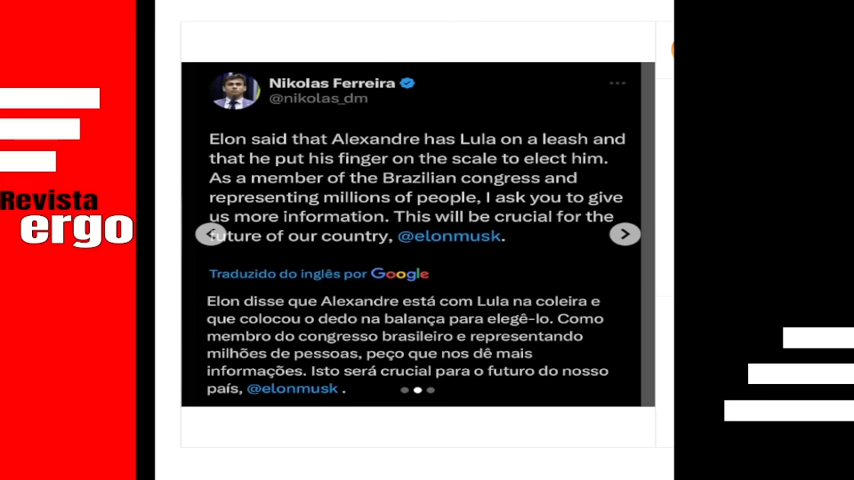 Revista
ergo
Nikolas Ferreira
@nikolas_dm
Elon said that Alexandre has Lula on a leash and
that he put his finger on the scale to elect him.
As a member of the Brazilian congress and
representing millions of people, I ask you to give
us more information. This will be crucial for the
future of our country, @elonmusk.
Traduzido do inglês por Google
Elon disse que Alexandre está com Lula na coleira e
que colocou o dedo na balança para elegê-lo. Como
membro do congresso brasileiro e representando
milhões de pessoas, peço que nos dê mais
informações. Isto será crucial para o futuro do nosso
país, @elonmusk .